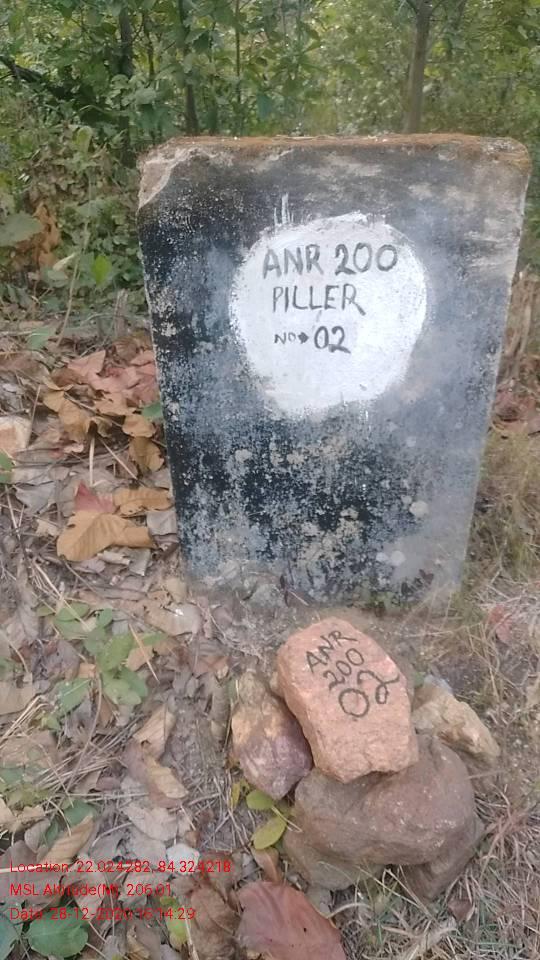 ANR 200
PILLER
NO→02
ANR
200
02
Location: 22.024282, 84.324218
MSL Altitude(M): 206.01
Date: 28-12-2020 16:14:29